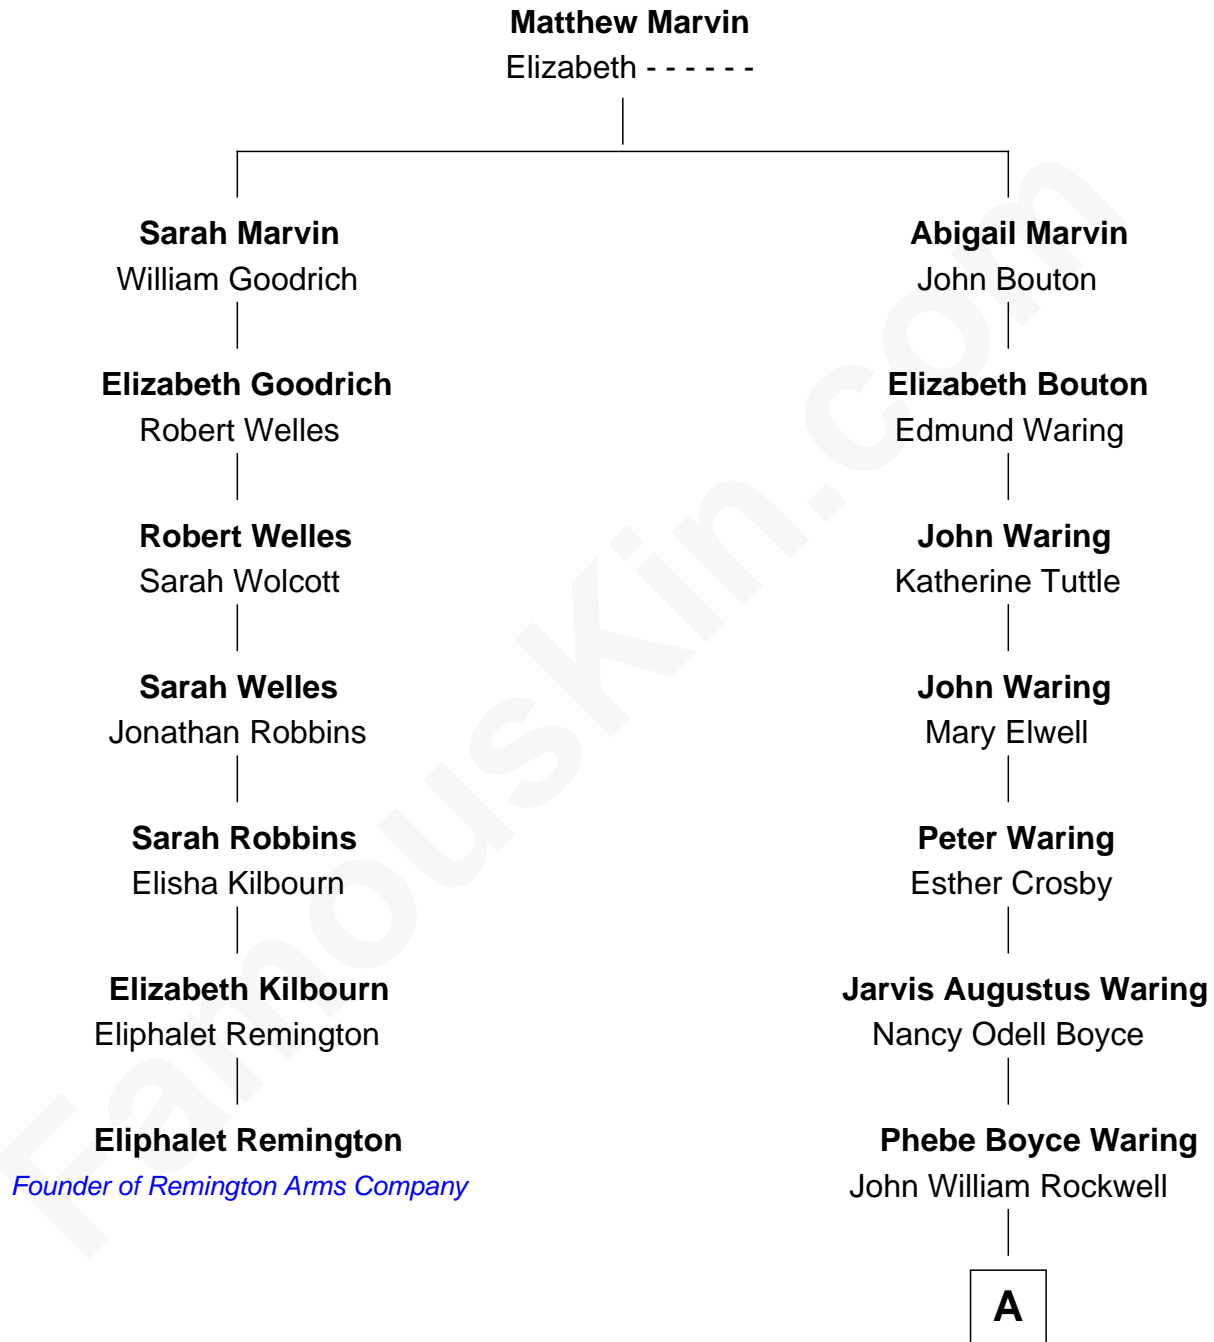 Matthew Marvin
Elizabeth - - - - - -
Sarah Marvin
William Goodrich
Elizabeth Goodrich
Robert Welles
Robert Welles
Sarah Wolcott
Sarah Welles
Jonathan Robbins
Sarah Robbins
Elisha Kilbourn
Elizabeth Kilbourn
Eliphalet Remington
Eliphalet Remington
Founder of Remington Arms Company
Abigail Marvin
John Bouton
Elizabeth Bouton
Edmund Waring
John Waring
Katherine Tuttle
John Waring
Mary Elwell
Peter Waring
Esther Crosby
Jarvis Augustus Waring
Nancy Odell Boyce
Phebe Boyce Waring
John William Rockwell
A
FamousKin.com